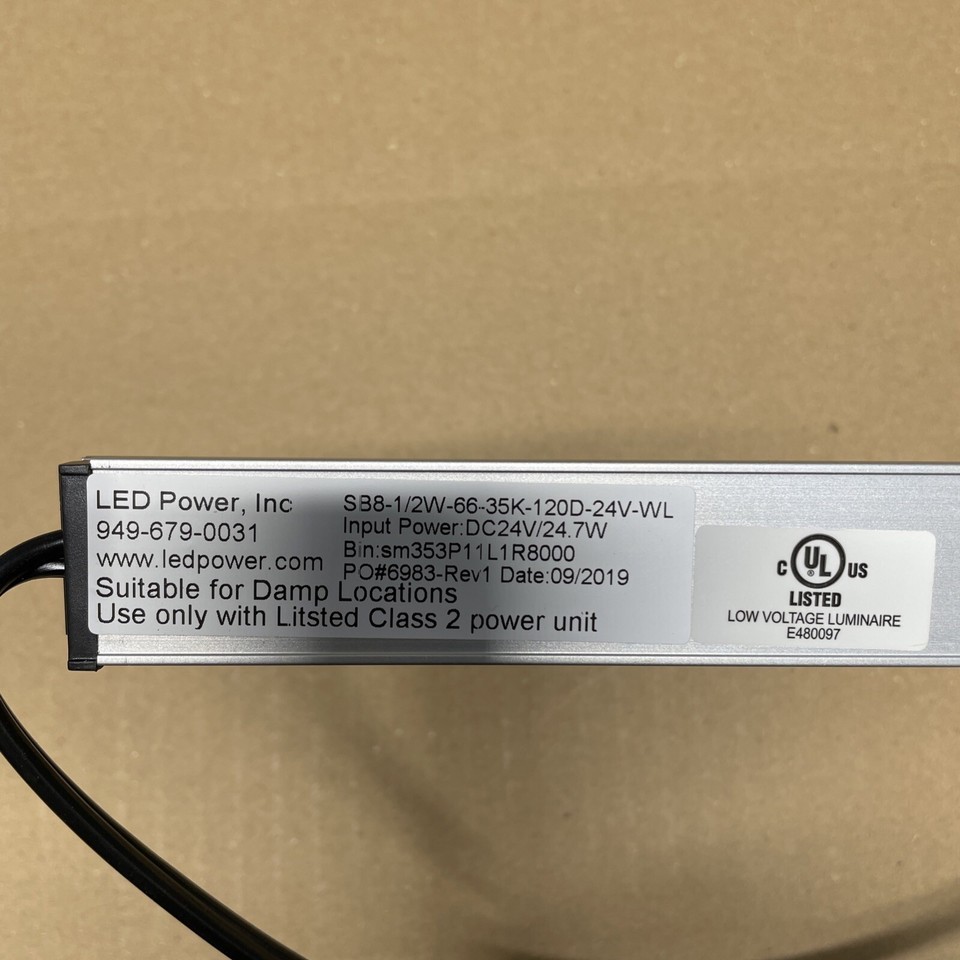 LED Power, Inc
949-679-0031
www.ledpower.com
SB8-1/2W-66-35K-120D-24V-WL
Input Power:DC24V/24.7W
Bin:sm353P11L1R8000
PO#6983-Rev1 Date:09/2019
Suitable for Damp Locations
Use only with Litsted Class 2 power unit
C UL ® US
LISTED
LOW VOLTAGE LUMINAIRE
E480097